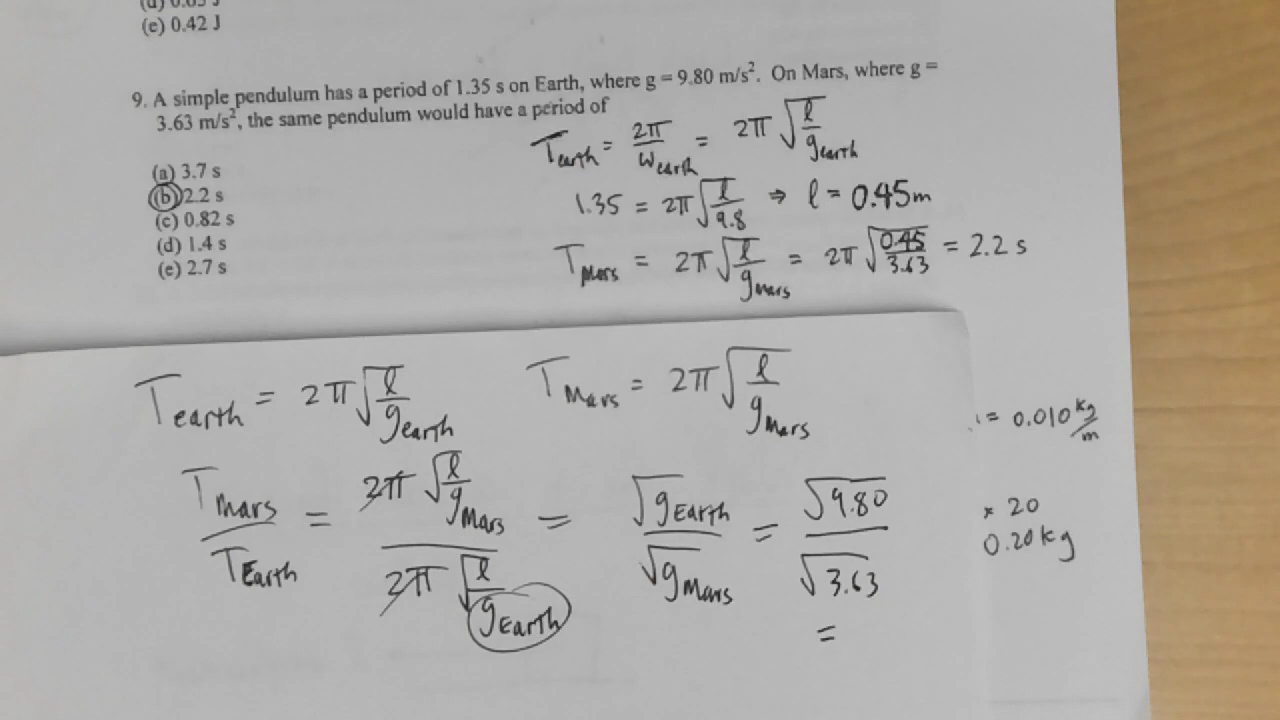 (e) 0.42 J
9. A simple pendulum has a period of 1.35 s on Earth, where g = 9.80 m/s². On Mars, where g =
3.63 m/s², the same pendulum would have a period of
(a) 3.7 s
(b) 2.2 s
(c) 0.82 s
(d) 1.4 s
(e) 2.7 s
T_earth = 2π/ω_earth = 2π √(l/g_earth)
1.35 = 2π √(l/9.8) ⇒ l = 0.45m
T_Mars = 2π √(l/g_Mars) = 2π √(0.45/3.63) = 2.2 s
T_earth = 2π √(l/g_earth) T_Mars = 2π √(l/g_Mars)
T_Mars/T_Earth = 2π √(l/g_Mars) / 2π √(l/g_Earth) = √g_Earth/√g_Mars = √9.80/√3.63
=
= 0.010 kg/m
× 20
0.20 kg